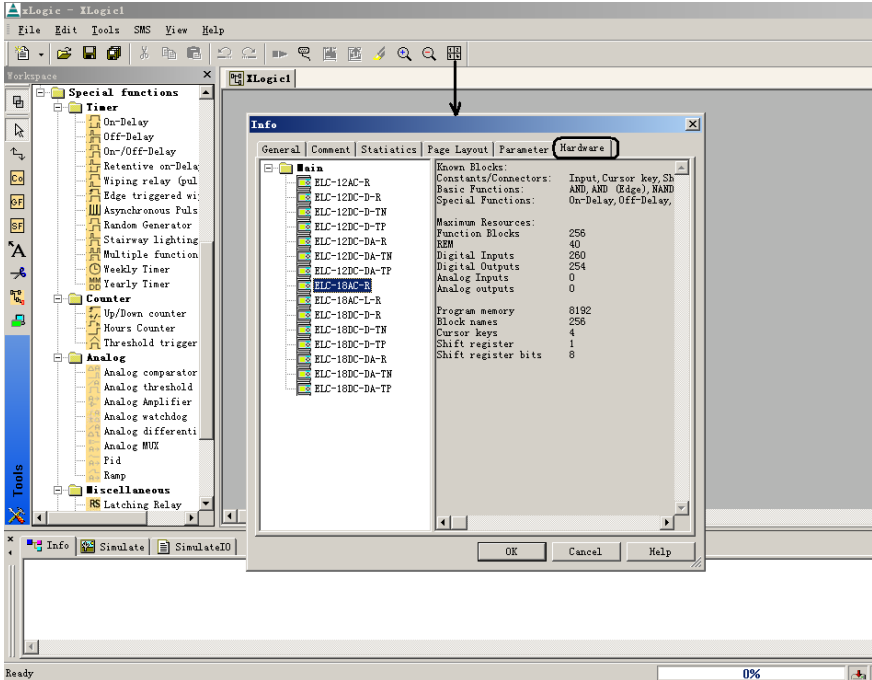 xLogic - XLogic1
File Edit Tools SMS View Help
Workspace
XLogic1
Special functions
Timer
On-Delay
Off-Delay
On-/Off-Delay
Retentive on-Dela
Wiping relay (pul
Edge triggered wi
Asynchronous Puls
Random Generator
Stairway lighting
Multiple function
Weekly Timer
Yearly Timer
Counter
Up/Down counter
Hours Counter
Threshold trigger
Analog
Analog comparator
Analog threshold
Analog Amplifier
Analog watchdog
Analog differenti
Analog MUX
Pid
Ramp
Miscellaneous
RS Latching Relay
Co
GF
SF
A
Tools
Info
General Comment Statiatics Page Layout Parameter Hardware
Main
ELC-12AC-R
ELC-12DC-D-R
ELC-12DC-D-TN
ELC-12DC-D-TP
ELC-12DC-DA-R
ELC-12DC-DA-TN
ELC-12DC-DA-TP
ELC-18AC-R
ELC-18AC-L-R
ELC-18DC-D-R
ELC-18DC-D-TN
ELC-18DC-D-TP
ELC-18DC-DA-R
ELC-18DC-DA-TN
ELC-18DC-DA-TP
Known Blocks:
Constants/Connectors: Input, Cursor key, Sh
Basic Functions: AND, AND (Edge), NAND
Special Functions: On-Delay, Off-Delay,
Maximum Resources:
Function Blocks 256
REM 40
Digital Inputs 260
Digital Outputs 254
Analog Inputs 0
Analog outputs 0
Program memory 8192
Block names 256
Cursor keys 4
Shift register 1
Shift register bits 8
OK Cancel Help
Info Simulate SimulateIO
Ready 0%